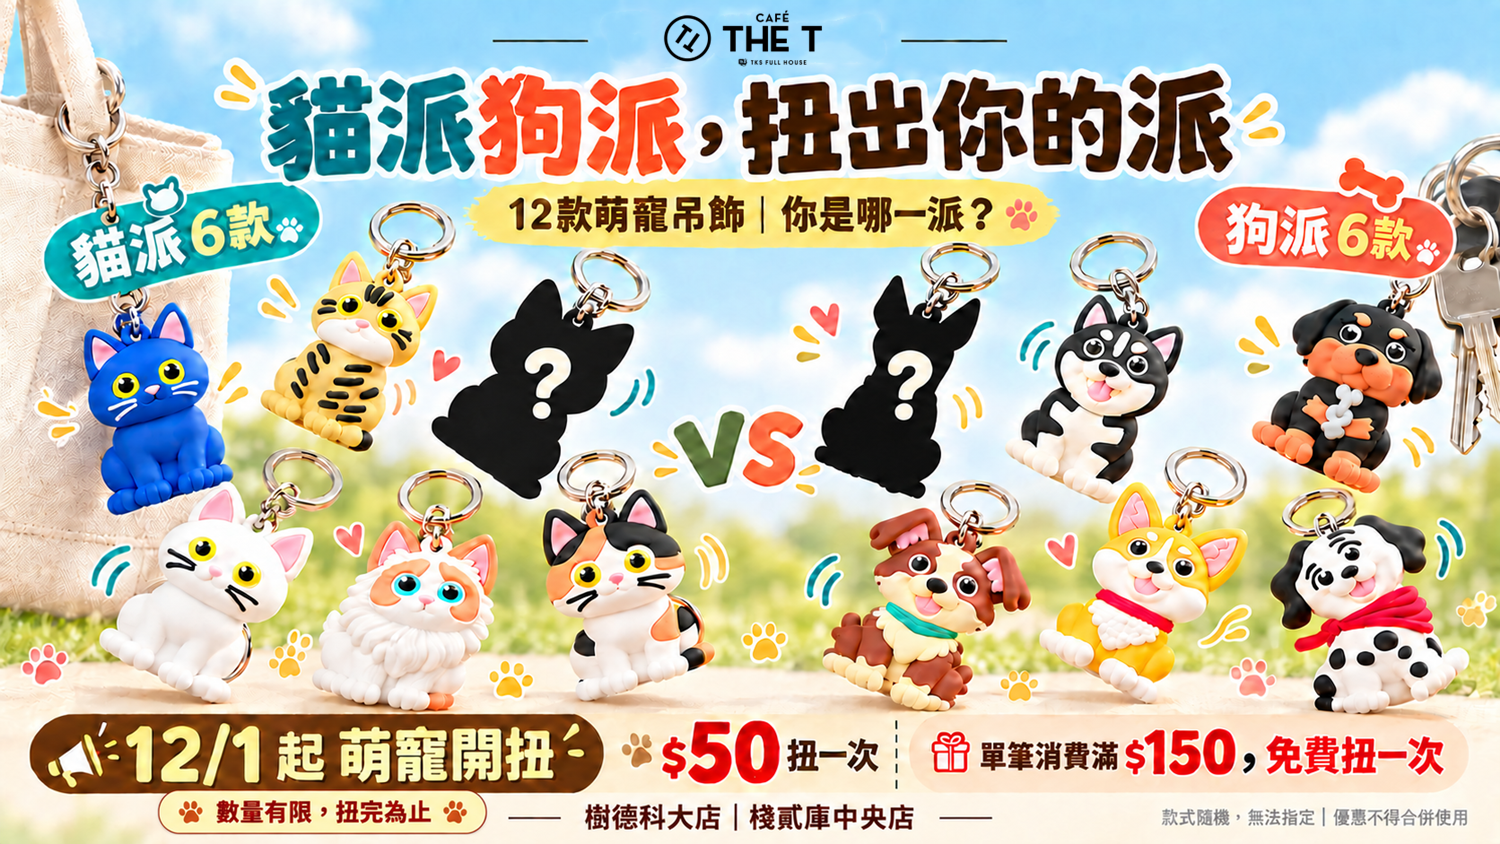 CAFÉ
THE T
TKS FULL HOUSE
貓派狗派，扭出你的派
12款萌寵吊飾｜你是哪一派？
貓派6款
狗派6款
?
?
VS
12/1起 萌寵開扭
$50扭一次
單筆消費滿$150，免費扭一次
數量有限，扭完為止
樹德科大店｜棧貳庫中央店
款式隨機，無法指定｜優惠不得合併使用